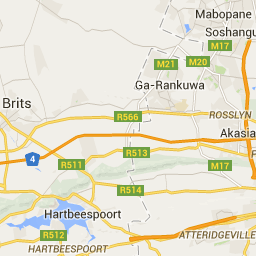 Mabopane
Soshangu
M17
M21
M20
Ga-Rankuwa
Brits
R566
ROSSLYN
Akasia
4
R513
R511
M17
R514
Hartbeespoort
R512
ATTERIDGEVILLE
HARTBEESPOORT